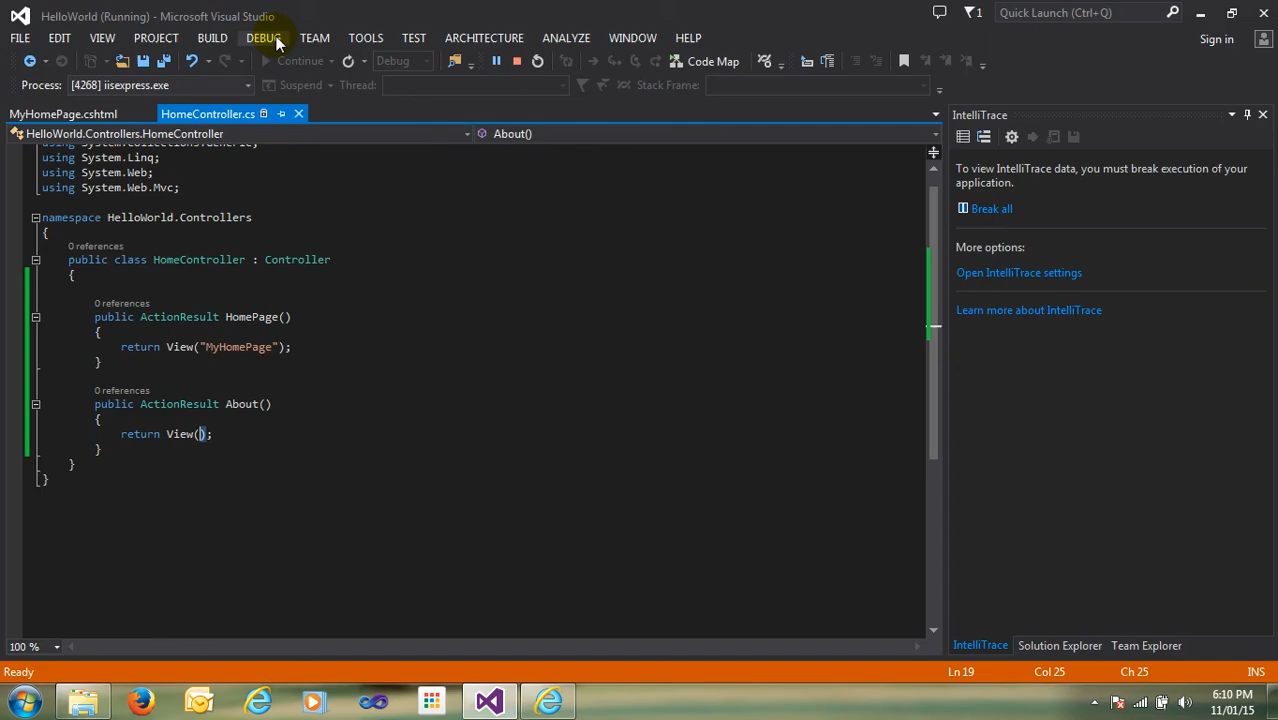 HelloWorld (Running) - Microsoft Visual Studio
1
Quick Launch (Ctrl+Q)
FILE EDIT VIEW PROJECT BUILD DEBUG TEAM TOOLS TEST ARCHITECTURE ANALYZE WINDOW HELP
Sign in
Continue Debug Code Map
Process: [4268] iisexpress.exe Suspend Thread: Stack Frame:
MyHomePage.cshtml HomeController.cs
HelloWorld.Controllers.HomeController About()
using System.Collections.Generic;
using System.Linq;
using System.Web;
using System.Web.Mvc;
namespace HelloWorld.Controllers
{
0 references
public class HomeController : Controller
{
0 references
public ActionResult HomePage()
{
return View("MyHomePage");
}
0 references
public ActionResult About()
{
return View();
}
}
}
100 %
IntelliTrace
To view IntelliTrace data, you must break execution of your
application.
Break all
More options:
Open IntelliTrace settings
Learn more about IntelliTrace
IntelliTrace Solution Explorer Team Explorer
Ready Ln 19 Col 25 Ch 25 INS
6:10 PM
11/01/15